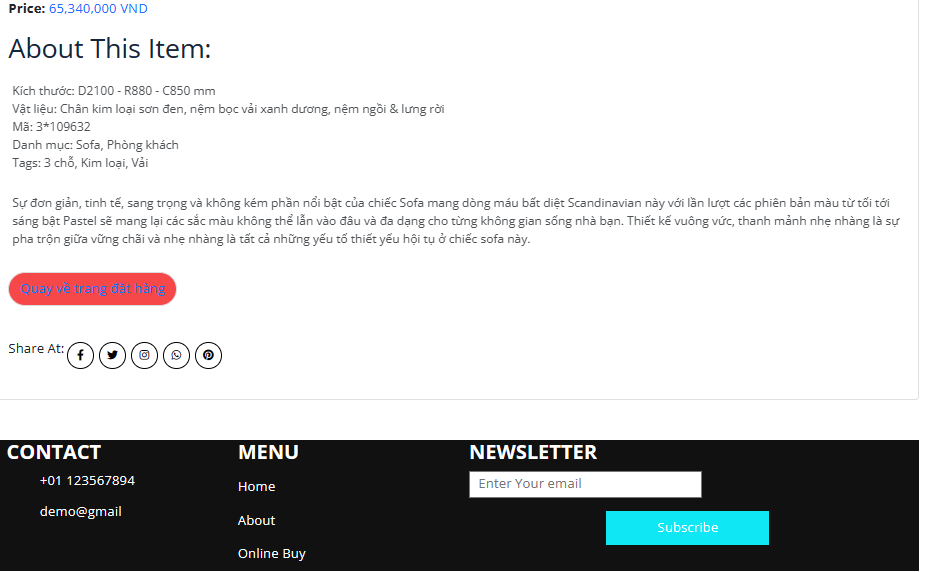 Price: 65,340,000 VND
About This Item:
Kích thước: D2100 - R880 - C850 mm
Vật liệu: Chân kim loại sơn đen, nệm bọc vải xanh dương, nệm ngồi & lưng rời
Mã: 3*109632
Danh mục: Sofa, Phòng khách
Tags: 3 chỗ, Kim loại, Vải
Sự đơn giản, tinh tế, sang trọng và không kém phần nổi bật của chiếc Sofa mang dòng máu bất diệt Scandinavian này với lần lượt các phiên bản màu từ tối tới
sáng bật Pastel sẽ mang lại các sắc màu không thể lẫn vào đâu và đa dạng cho từng không gian sống nhà bạn. Thiết kế vuông vức, thanh mảnh nhẹ nhàng là sự
pha trộn giữa vững chãi và nhẹ nhàng là tất cả những yếu tố thiết yếu hội tụ ở chiếc sofa này.
Quay về trang đặt hàng
Share At:
CONTACT
+01 123567894
demo@gmail
MENU
Home
About
Online Buy
NEWSLETTER
Enter Your email
Subscribe